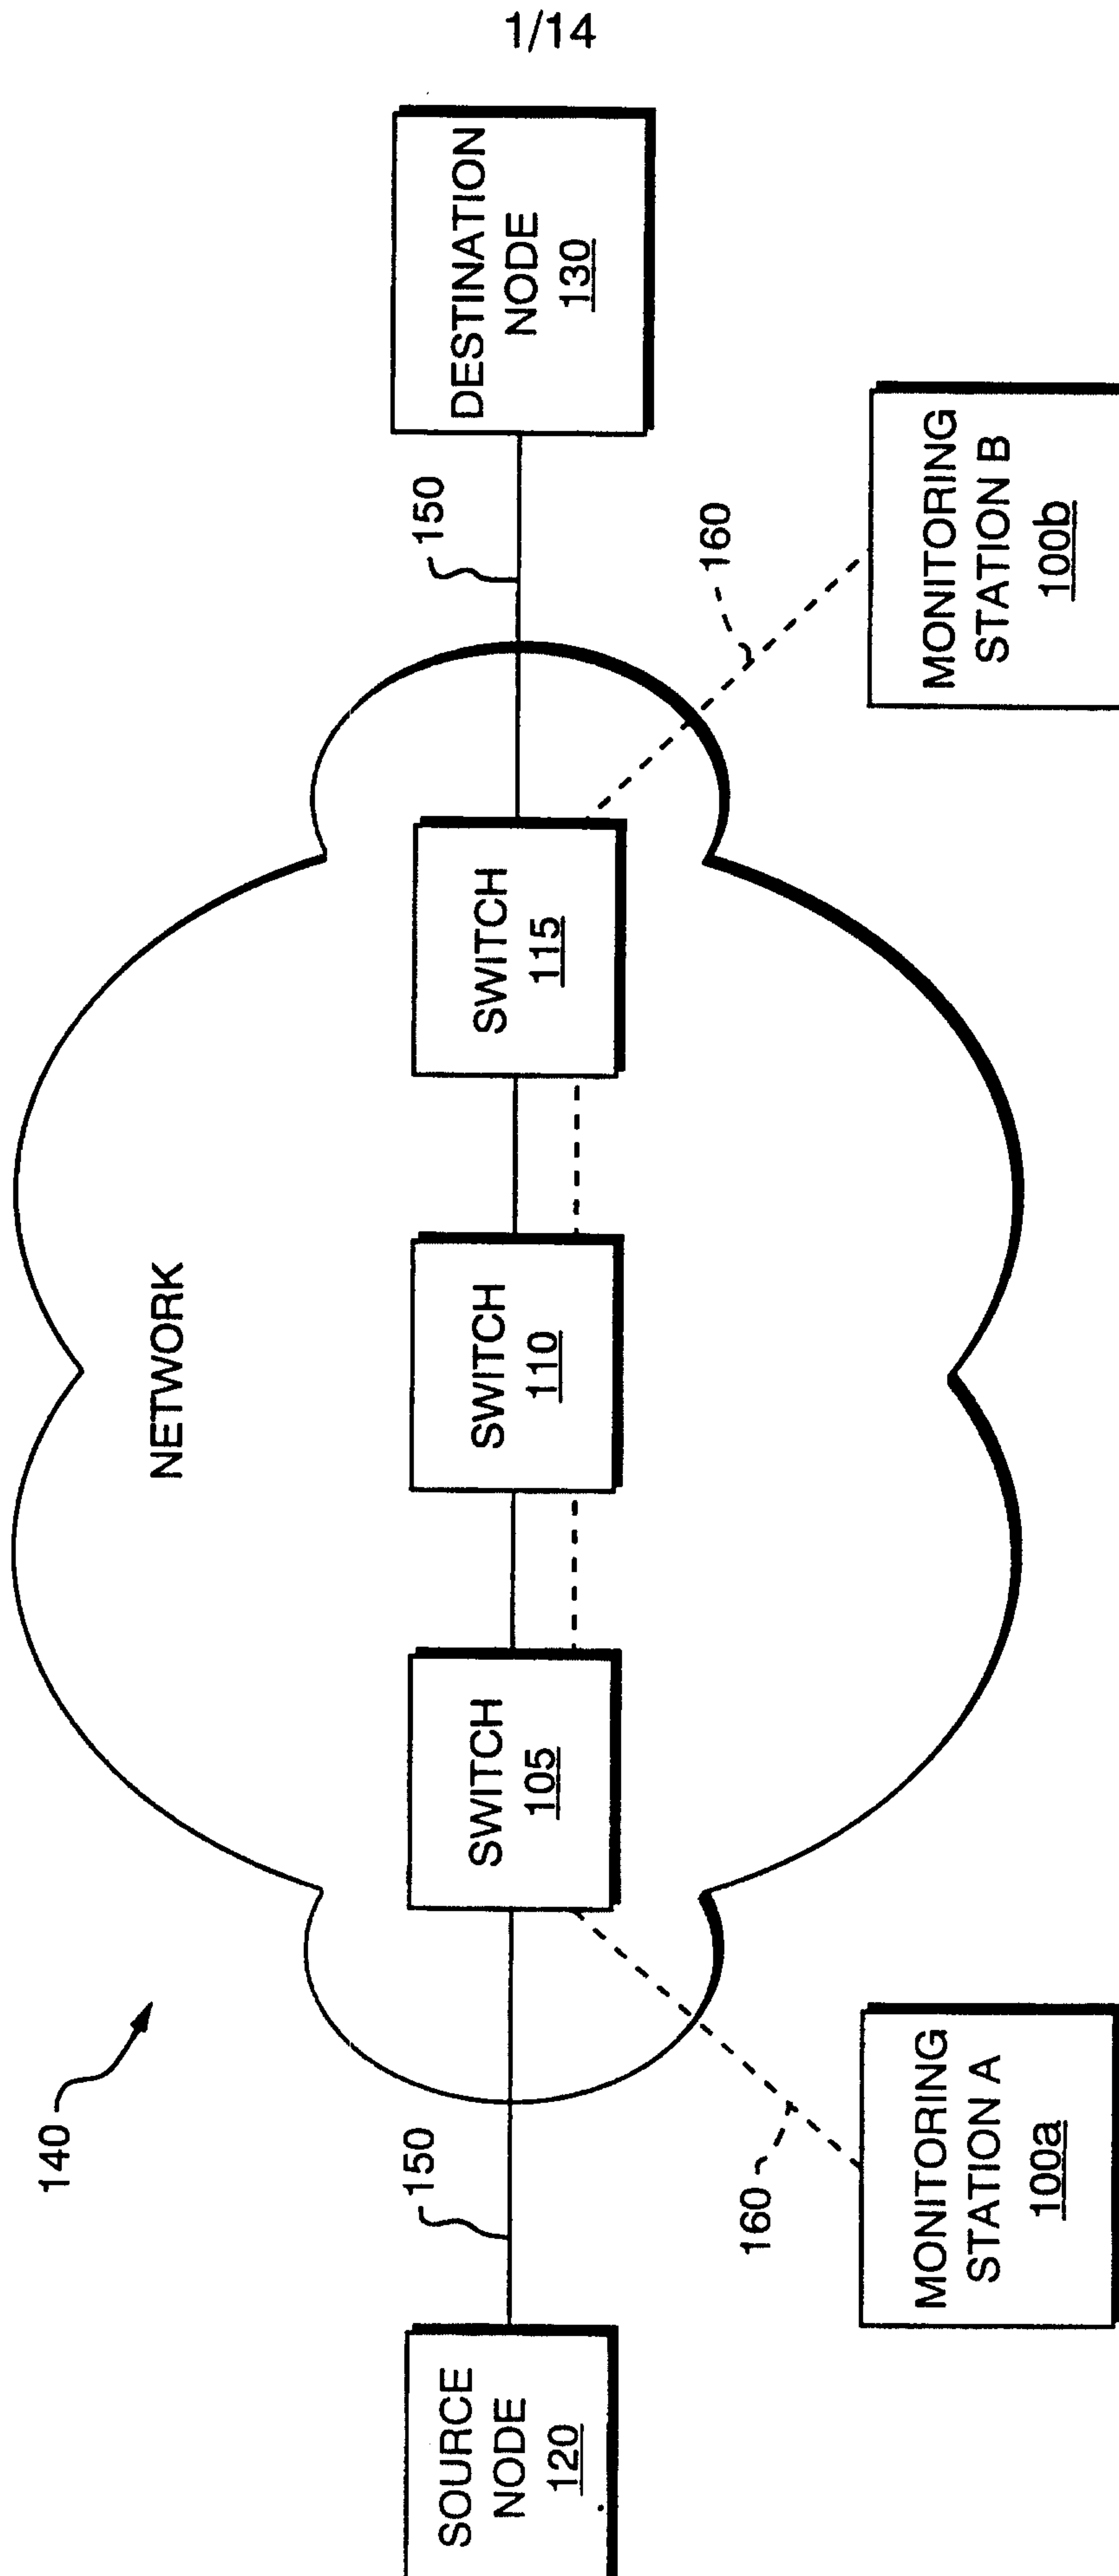 1/14
140
NETWORK
SOURCE
NODE
120
150
SWITCH
105
SWITCH
110
SWITCH
115
150
DESTINATION
NODE
130
160
160
MONITORING
STATION A
100a
MONITORING
STATION B
100b